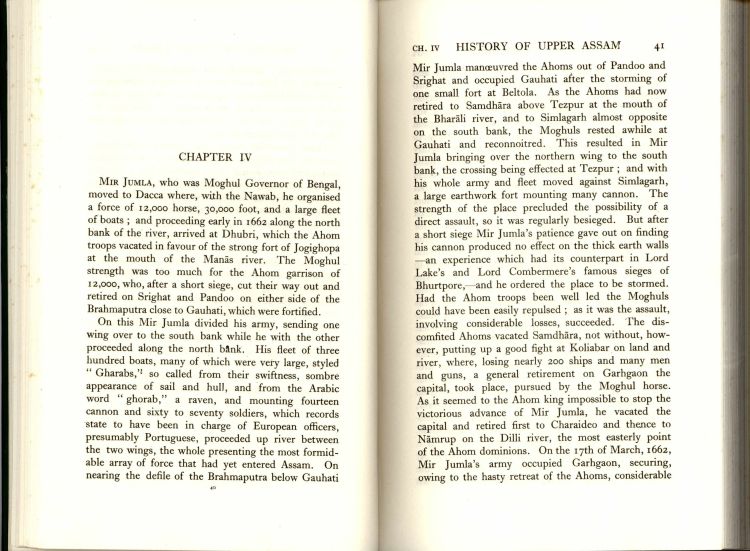 CHAPTER IV
MIR JUMLA, who was Moghul Governor of Bengal,
moved to Dacca where, with the Nawab, he organised
a force of 12,000 horse, 30,000 foot, and a large fleet
of boats ; and proceeding early in 1662 along the north
bank of the river, arrived at Dhubri, which the Ahom
troops vacated in favour of the strong fort of Jogighopa
at the mouth of the Manās river. The Moghul
strength was too much for the Ahom garrison of
12,000, who, after a short siege, cut their way out and
retired on Srighat and Pandoo on either side of the
Brahmaputra close to Gauhati, which were fortified.
On this Mir Jumla divided his army, sending one
wing over to the south bank while he with the other
proceeded along the north bank. His fleet of three
hundred boats, many of which were very large, styled
" Gharabs," so called from their swiftness, sombre
appearance of sail and hull, and from the Arabic
word " ghorab," a raven, and mounting fourteen
cannon and sixty to seventy soldiers, which records
state to have been in charge of European officers,
presumably Portuguese, proceeded up river between
the two wings, the whole presenting the most formid-
able array of force that had yet entered Assam. On
nearing the defile of the Brahmaputra below Gauhati
40
CH. IV HISTORY OF UPPER ASSAM 41
Mir Jumla manœuvred the Ahoms out of Pandoo and
Srighat and occupied Gauhati after the storming of
one small fort at Beltola. As the Ahoms had now
retired to Samdhāra above Tezpur at the mouth of
the Bharāli river, and to Simlagarh almost opposite
on the south bank, the Moghuls rested awhile at
Gauhati and reconnoitred. This resulted in Mir
Jumla bringing over the northern wing to the south
bank, the crossing being effected at Tezpur ; and with
his whole army and fleet moved against Simlagarh,
a large earthwork fort mounting many cannon. The
strength of the place precluded the possibility of a
direct assault, so it was regularly besieged. But after
a short siege Mir Jumla's patience gave out on finding
his cannon produced no effect on the thick earth walls
—an experience which had its counterpart in Lord
Lake's and Lord Combermere's famous sieges of
Bhurtpore,—and he ordered the place to be stormed.
Had the Ahom troops been well led the Moghuls
could have been easily repulsed ; as it was the assault,
involving considerable losses, succeeded. The dis-
comfited Ahoms vacated Samdhāra, not without, how-
ever, putting up a good fight at Koliabar on land and
river, where, losing nearly 200 ships and many men
and guns, a general retirement on Garhgaon the
capital, took place, pursued by the Moghul horse.
As it seemed to the Ahom king impossible to stop the
victorious advance of Mir Jumla, he vacated the
capital and retired first to Charaideo and thence to
Nāmrup on the Dilli river, the most easterly point
of the Ahom dominions. On the 17th of March, 1662,
Mir Jumla's army occupied Garhgaon, securing,
owing to the hasty retreat of the Ahoms, considerable